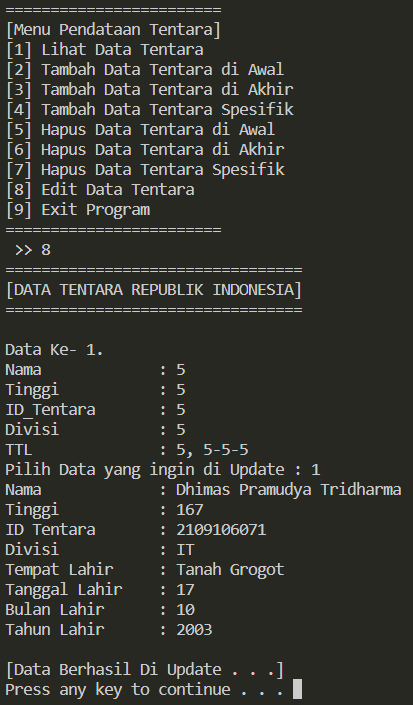 ========================
[Menu Pendataan Tentara]
[1] Lihat Data Tentara
[2] Tambah Data Tentara di Awal
[3] Tambah Data Tentara di Akhir
[4] Tambah Data Tentara Spesifik
[5] Hapus Data Tentara di Awal
[6] Hapus Data Tentara di Akhir
[7] Hapus Data Tentara Spesifik
[8] Edit Data Tentara
[9] Exit Program
========================
>> 8
=================================
[DATA TENTARA REPUBLIK INDONESIA]
=================================
Data Ke- 1.
Nama : 5
Tinggi : 5
ID_Tentara : 5
Divisi : 5
TTL : 5, 5-5-5
Pilih Data yang ingin di Update : 1
Nama : Dhimas Pramudya Tridharma
Tinggi : 167
ID Tentara : 2109106071
Divisi : IT
Tempat Lahir : Tanah Grogot
Tanggal Lahir : 17
Bulan Lahir : 10
Tahun Lahir : 2003
[Data Berhasil Di Update . . .]
Press any key to continue . . .